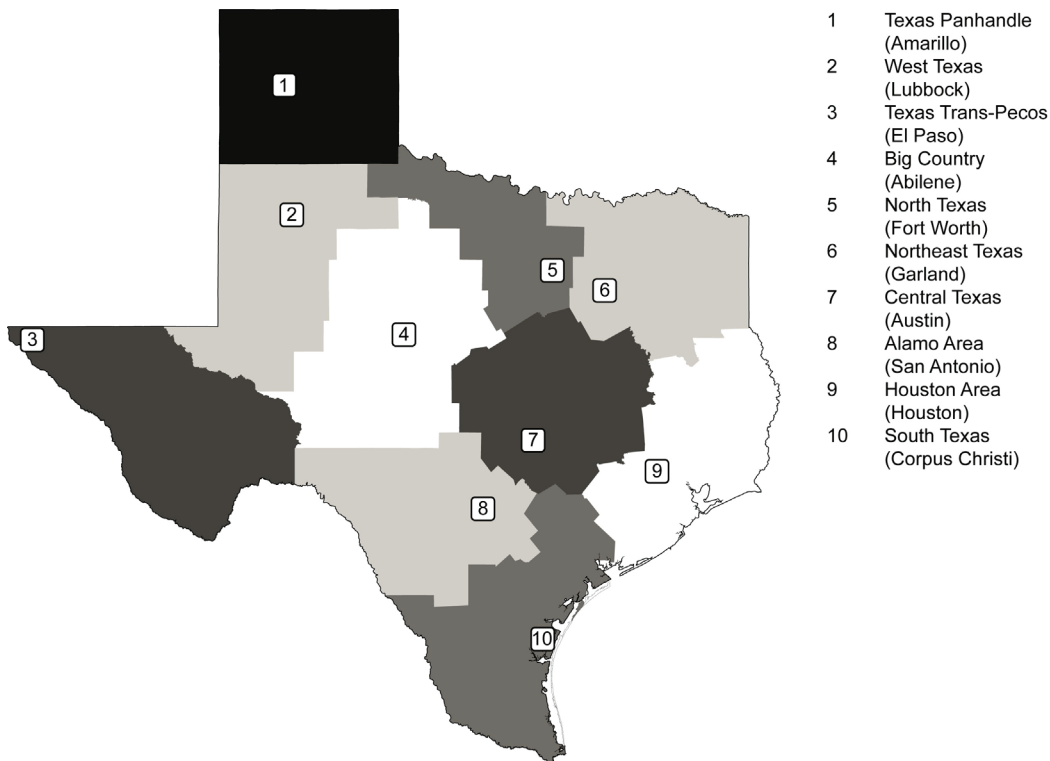 1 Texas Panhandle
(Amarillo)
2 West Texas
(Lubbock)
3 Texas Trans-Pecos
(El Paso)
4 Big Country
(Abilene)
5 North Texas
(Fort Worth)
6 Northeast Texas
(Garland)
7 Central Texas
(Austin)
8 Alamo Area
(San Antonio)
9 Houston Area
(Houston)
10 South Texas
(Corpus Christi)
1
2
3
4
5
6
7
8
9
10